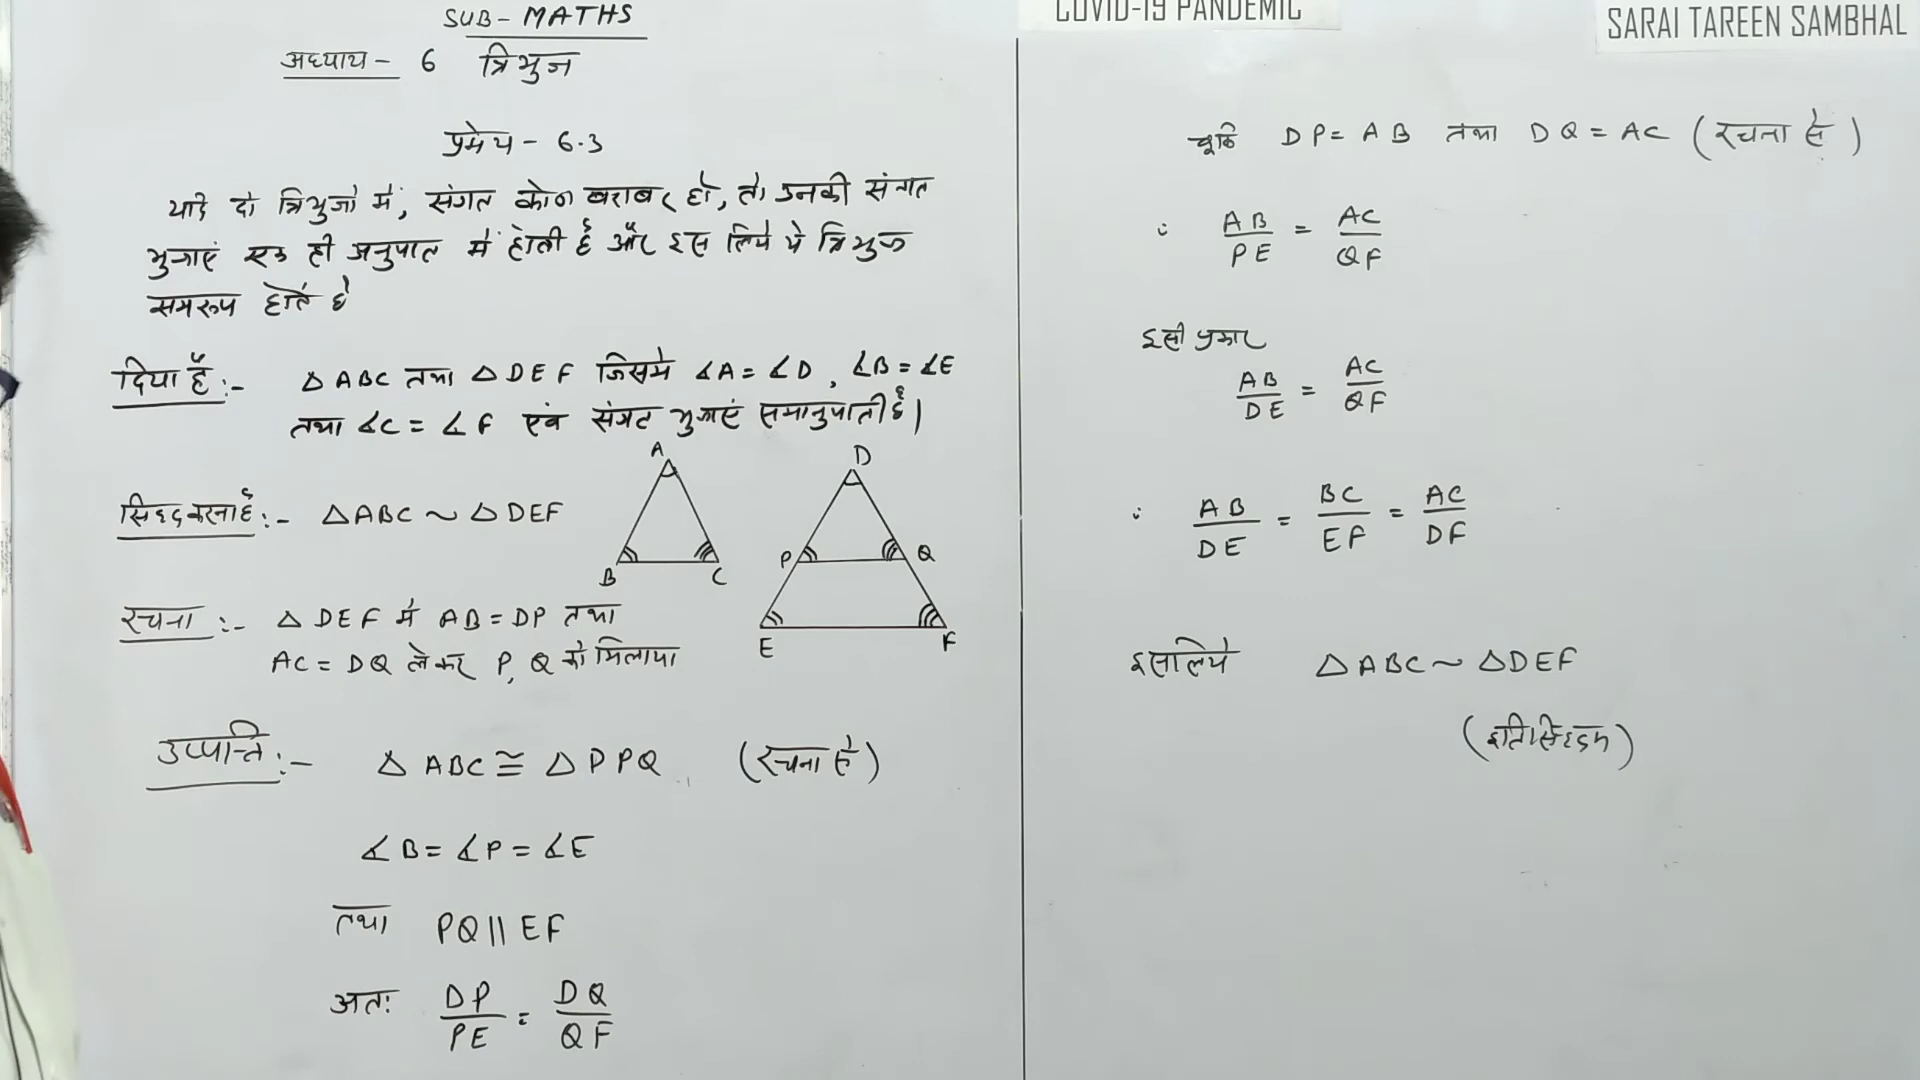 SUB- MATHS
अध्याय- 6 त्रिभुज
प्रमेय- 6.3
यदि दो त्रिभुजों में, संगत कोण बराबर हों, तो उनकी संगत
भुजाएं एक ही अनुपात में होती है और इस लिये ये त्रिभुज
समरूप होते है
दिया है:- △ ABC तथा △ DEF जिसमे ∠A = ∠D, ∠B = ∠E
तथा ∠C = ∠F एवं संगट भुजाएं समानुपाती है।
सिध्द करना है:- △ABC ~ △DEF
A
B
C
D
P
Q
E
F
रचना :- △ DEF में AB = DP तथा
AC = DQ लेकर P, Q को मिलाया
उप्पत्ति:- △ ABC ≅ △ DPQ (रचना से)
∠B = ∠P = ∠E
तथा PQ || EF
अतः DP/PE = DQ/QF
COVID-19 PANDEMIC
SARAI TAREEN SAMBHAL
चूकि DP = AB तथा DQ = AC (रचना से)
∴ AB/PE = AC/QF
इसी प्रकार
AB/DE = AC/QF
∴ AB/DE = BC/EF = AC/DF
इसलिये △ABC ~ △DEF
(इतिसिध्दम)